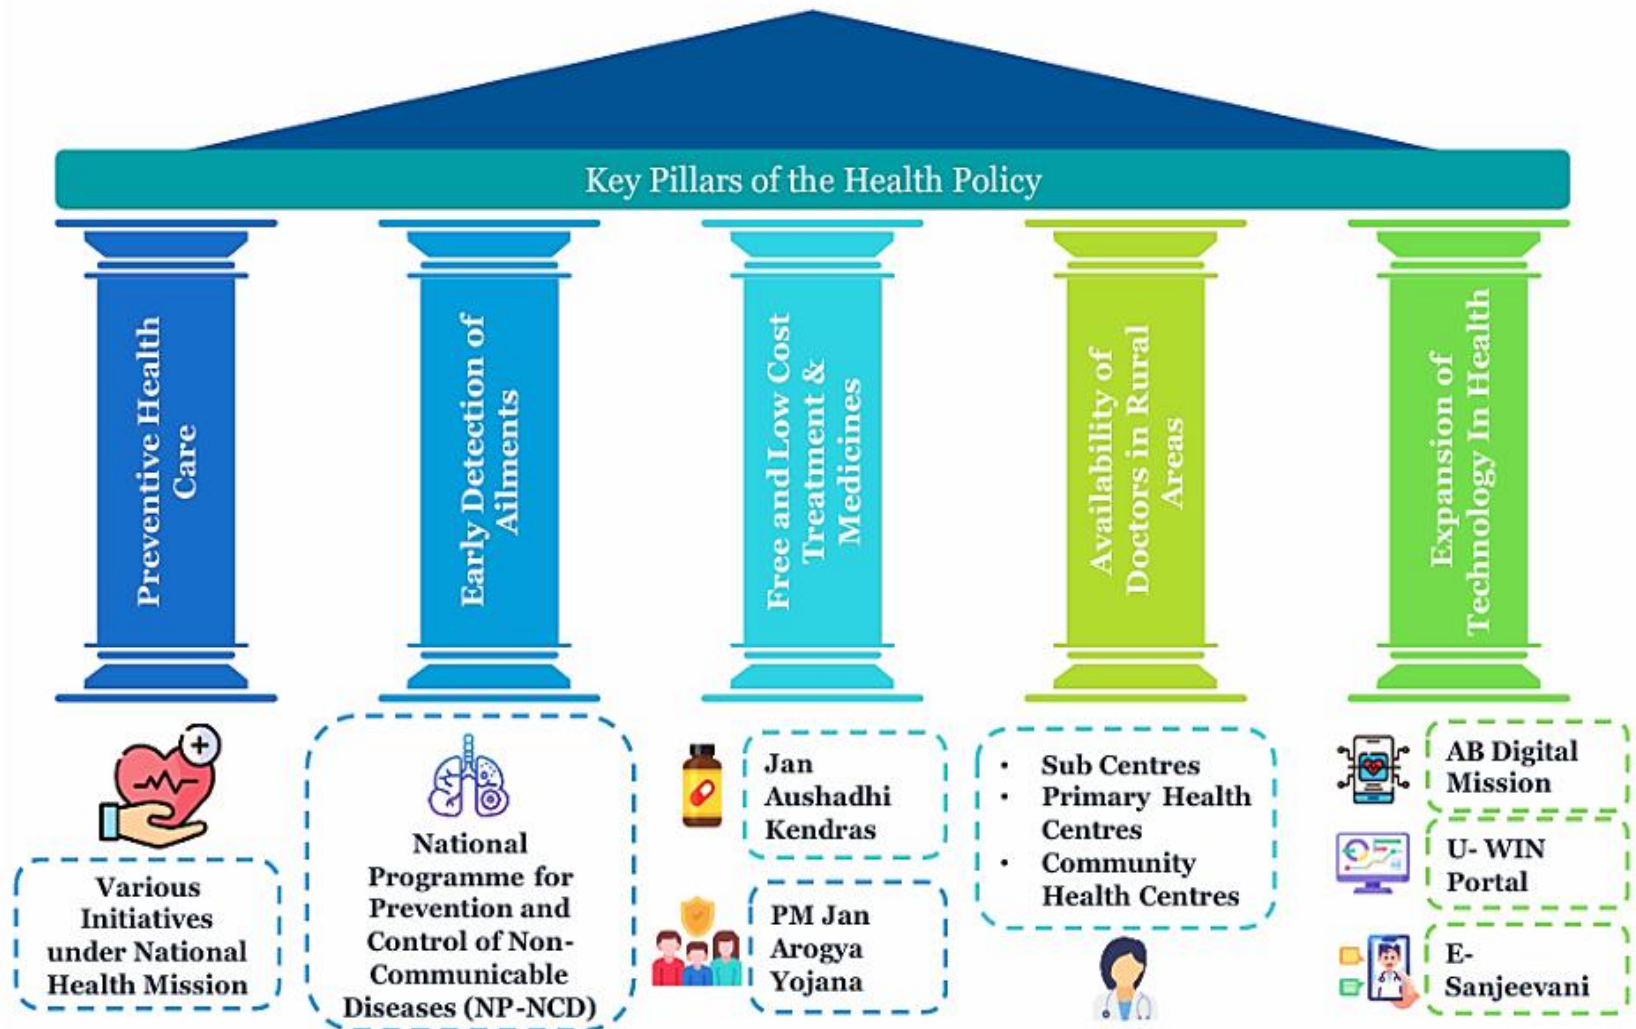 Key Pillars of the Health Policy
Preventive Health
Care
Early Detection of
Ailments
Free and Low Cost
Treatment &
Medicines
Availability of
Doctors in Rural
Areas
Expansion of
Technology In Health
Various
Initiatives
under National
Health Mission
National
Programme for
Prevention and
Control of Non-
Communicable
Diseases (NP-NCD)
Jan
Aushadhi
Kendras
PM Jan
Arogya
Yojana
• Sub Centres
• Primary Health
Centres
• Community
Health Centres
AB Digital
Mission
U- WIN
Portal
E-
Sanjeevani